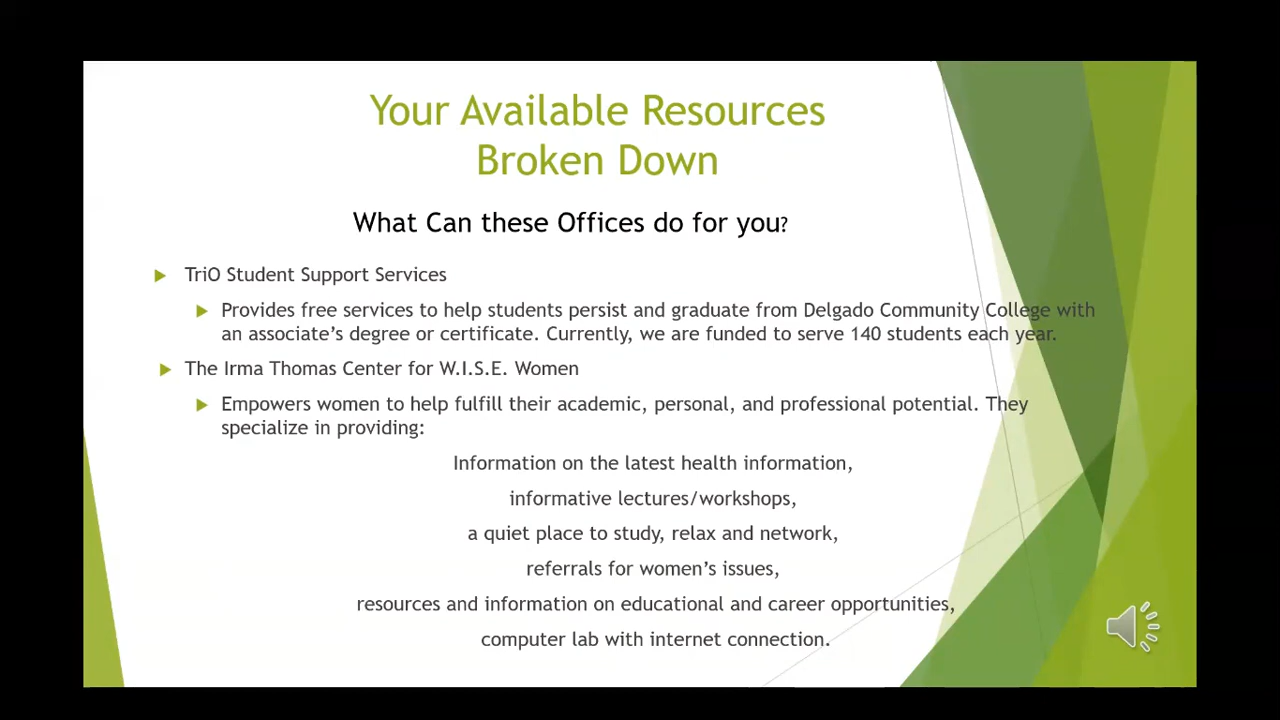 Your Available Resources
Broken Down
What Can these Offices do for you?
TriO Student Support Services
Provides free services to help students persist and graduate from Delgado Community College with
an associate’s degree or certificate. Currently, we are funded to serve 140 students each year.
The Irma Thomas Center for W.I.S.E. Women
Empowers women to help fulfill their academic, personal, and professional potential. They
specialize in providing:
Information on the latest health information,
informative lectures/workshops,
a quiet place to study, relax and network,
referrals for women’s issues,
resources and information on educational and career opportunities,
computer lab with internet connection.